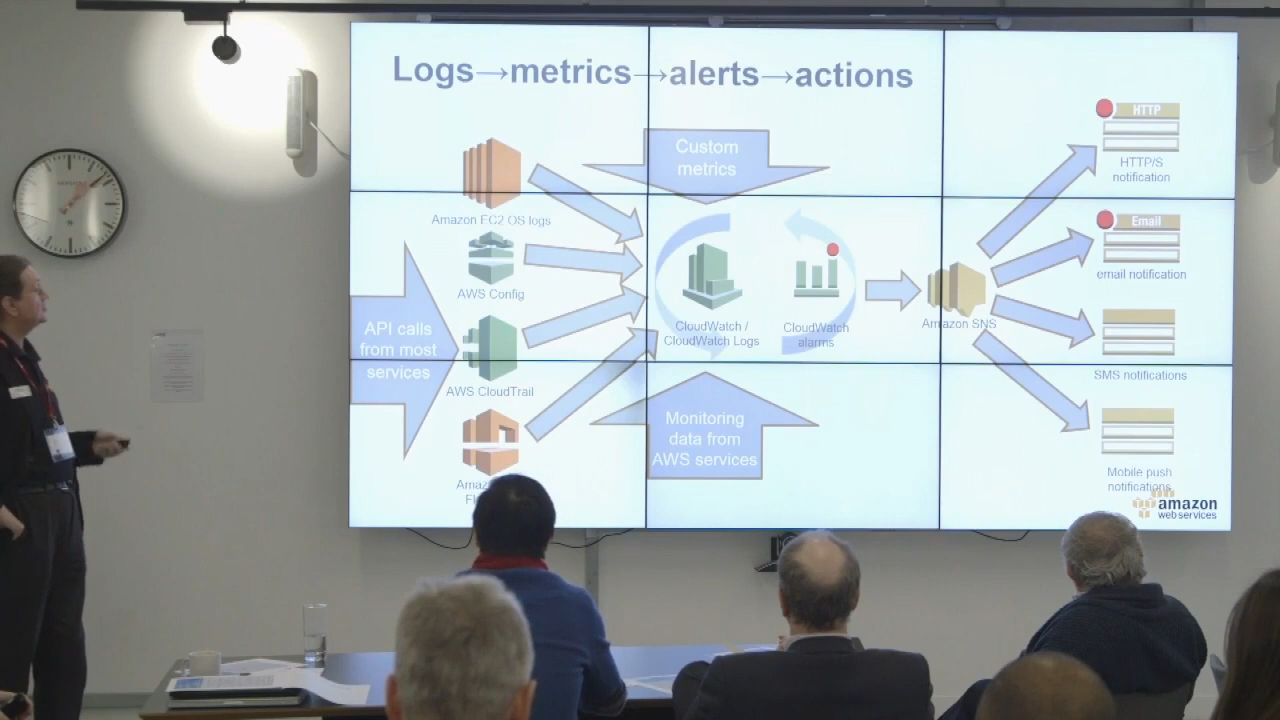 Logs→metrics→alerts→actions
Custom
metrics
HTTP
HTTP/S
notification
Amazon EC2 OS logs
Email
email notification
AWS Config
API calls
from most
services
CloudWatch /
CloudWatch Logs
CloudWatch
alarms
Amazon SNS
AWS CloudTrail
SMS notifications
Monitoring
data from
AWS services
Mobile push
notifications
amazon
web services